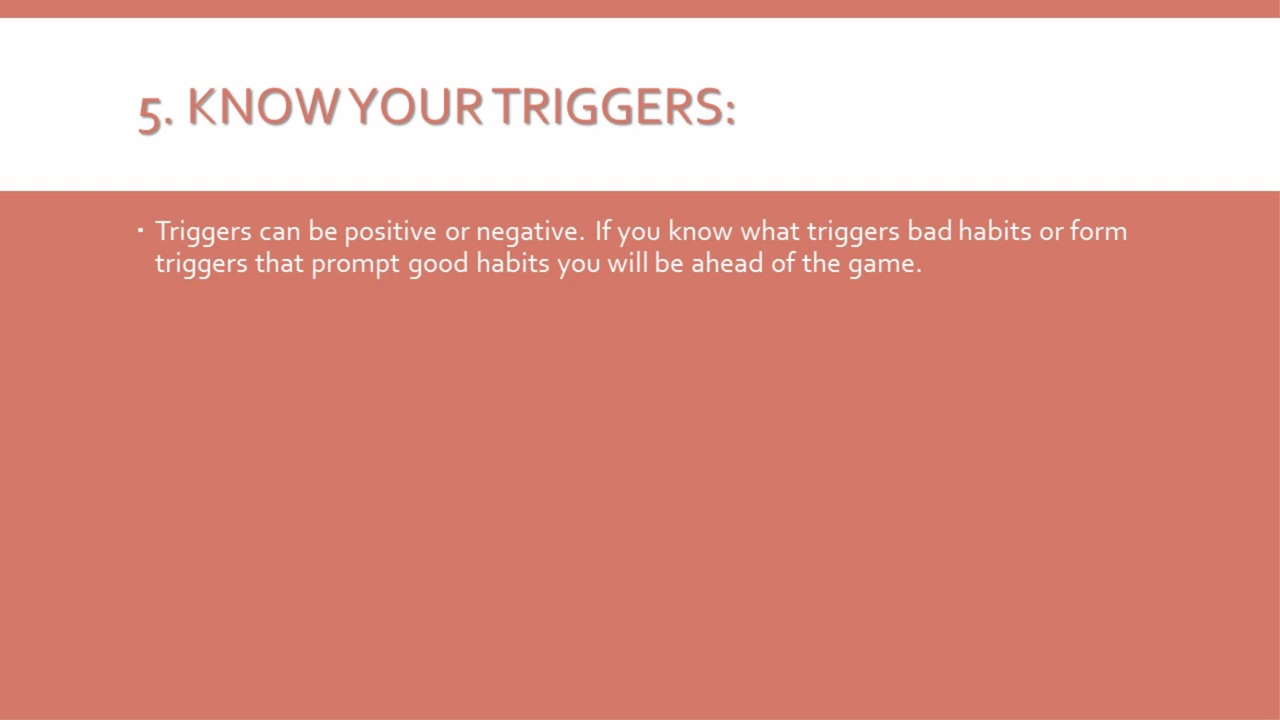 5. KNOW YOUR TRIGGERS:
▪ Triggers can be positive or negative. If you know what triggers bad habits or form
triggers that prompt good habits you will be ahead of the game.